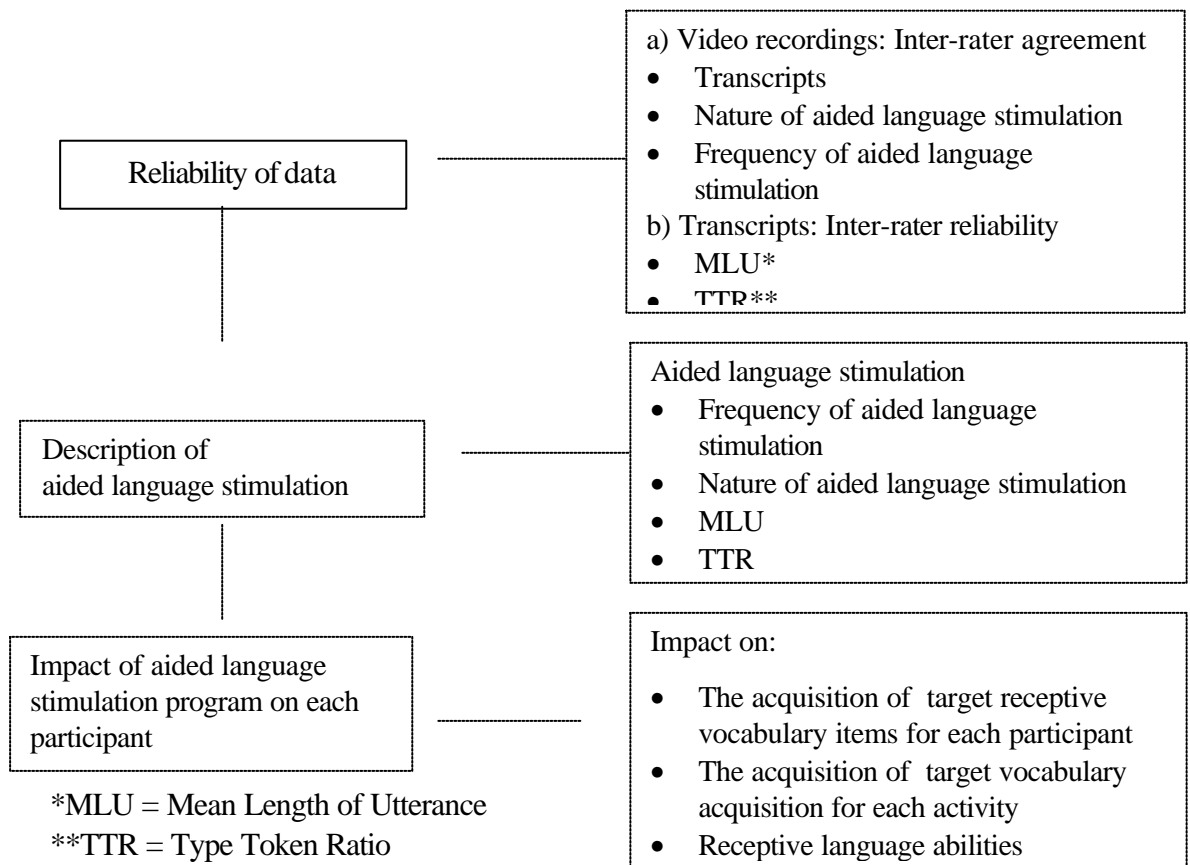 Reliability of data
a) Video recordings: Inter-rater agreement
• Transcripts
• Nature of aided language stimulation
• Frequency of aided language
stimulation
b) Transcripts: Inter-rater reliability
• MLU*
• TTR**
Description of
aided language stimulation
Aided language stimulation
• Frequency of aided language
stimulation
• Nature of aided language stimulation
• MLU
• TTR
Impact of aided language
stimulation program on each
participant
Impact on:
• The acquisition of target receptive
vocabulary items for each participant
• The acquisition of target vocabulary
acquisition for each activity
• Receptive language abilities
*MLU = Mean Length of Utterance
**TTR = Type Token Ratio